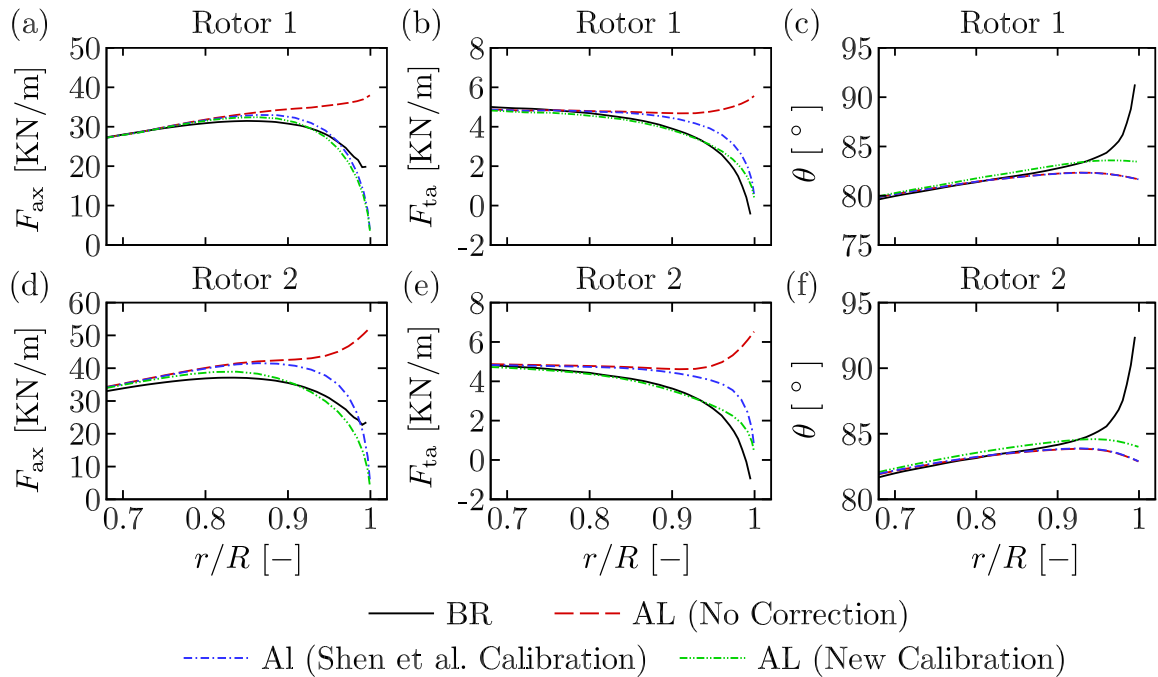 (a) Rotor 1 (b) Rotor 1 (c) Rotor 1
50 8 95
40 6 90
30 4 85
20 2 80
10 0 75
0 -2
F_ax [KN/m] F_ta [KN/m] θ [°]
(d) Rotor 2 (e) Rotor 2 (f) Rotor 2
60 8 95
50 6 90
40 4 85
30 2 80
20 0
10 -2
0
F_ax [KN/m] F_ta [KN/m] θ [°]
0.7 0.8 0.9 1 0.7 0.8 0.9 1 0.7 0.8 0.9 1
r/R [−] r/R [−] r/R [−]
BR AL (No Correction)
Al (Shen et al. Calibration) AL (New Calibration)